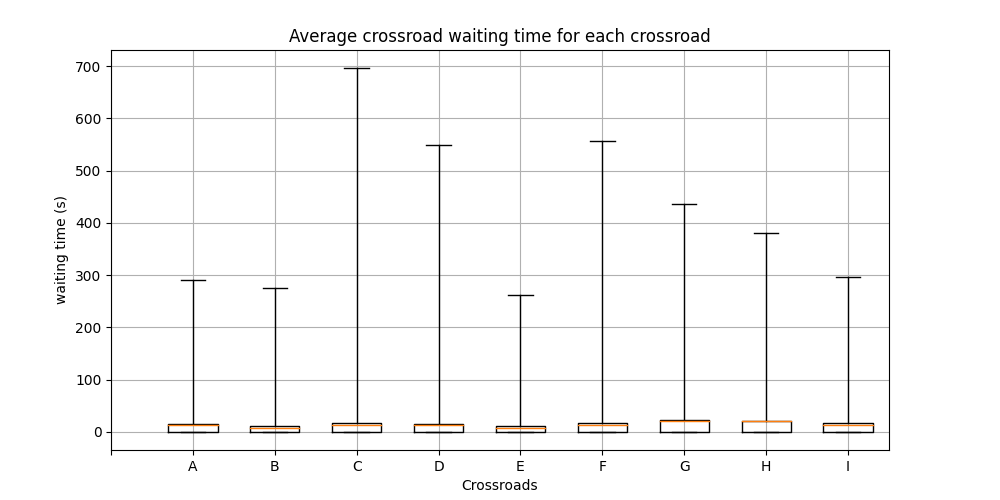 Average crossroad waiting time for each crossroad
700
600
500
400
300
200
100
0
waiting time (s)
A B C D E F G H I
Crossroads